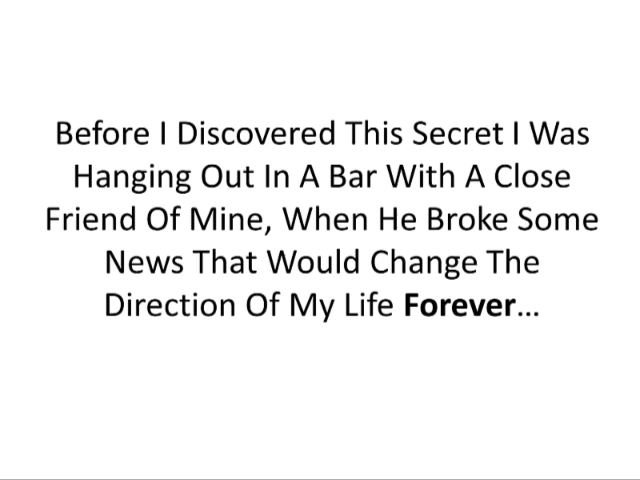 Before I Discovered This Secret I Was
Hanging Out In A Bar With A Close
Friend Of Mine, When He Broke Some
News That Would Change The
Direction Of My Life Forever…